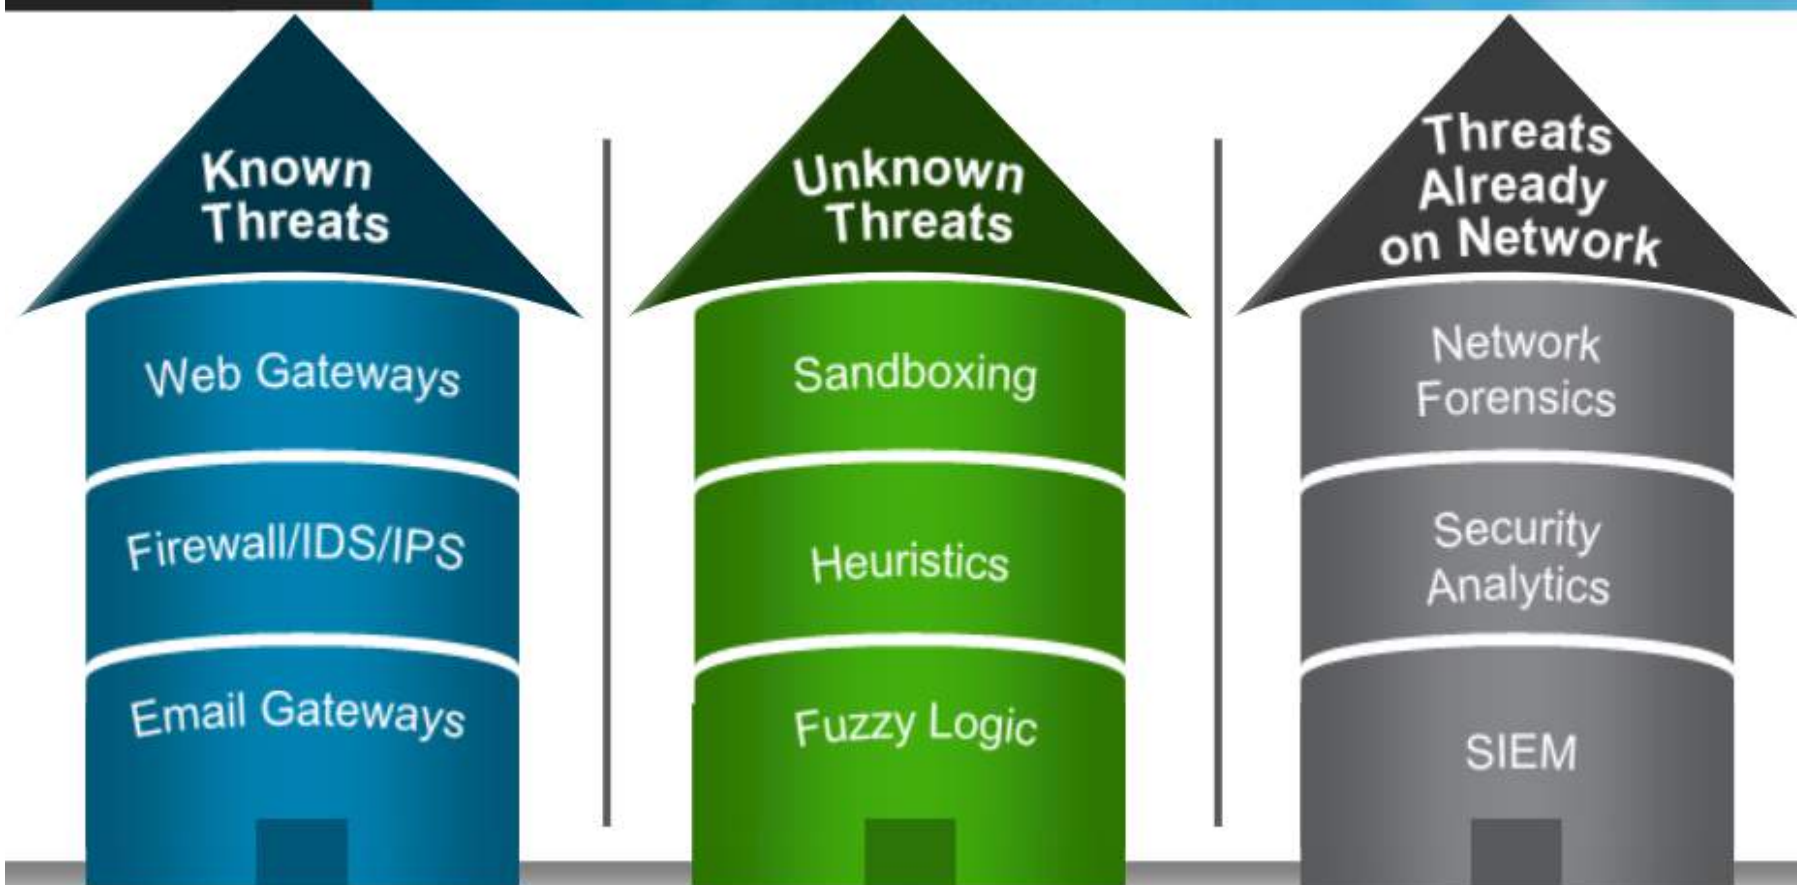 Known
Threats
Web Gateways
Firewall/IDS/IPS
Email Gateways
Unknown
Threats
Sandboxing
Heuristics
Fuzzy Logic
Threats
Already
on Network
Network
Forensics
Security
Analytics
SIEM